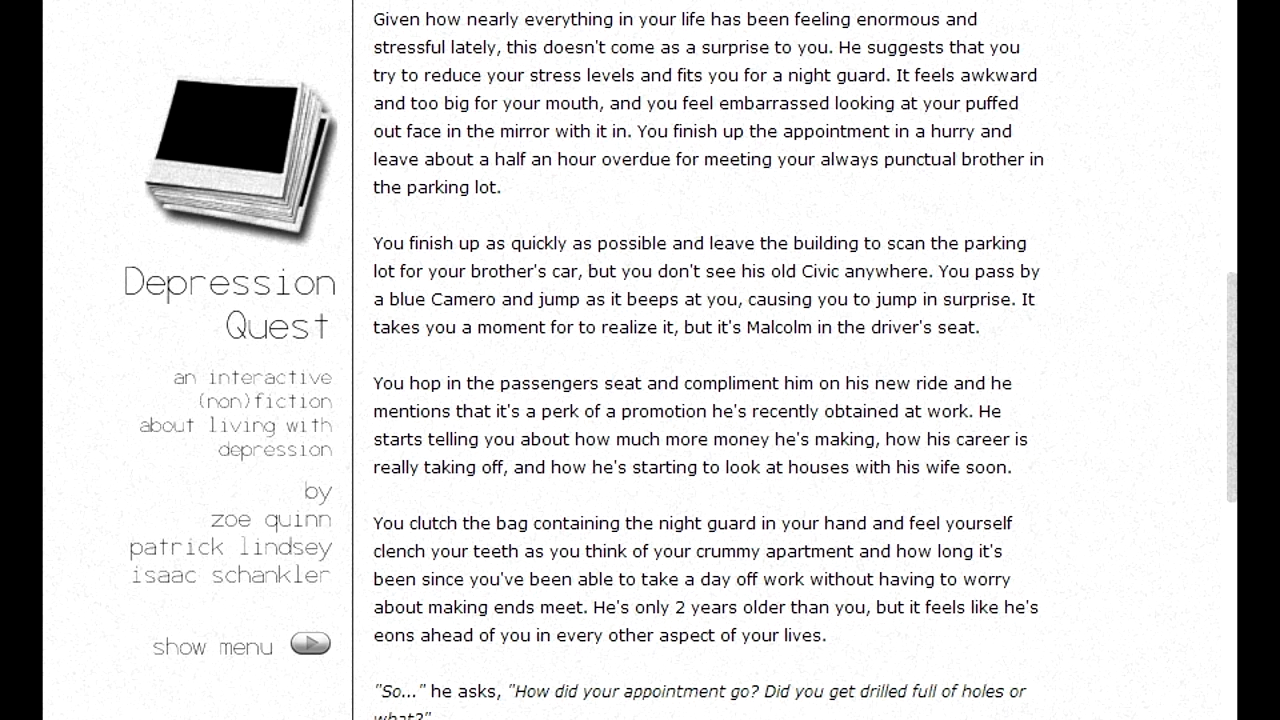 Depression
Quest
an interactive
(non)fiction
about living with
depression
by
zoe quinn
patrick lindsey
isaac schankler
show menu
Given how nearly everything in your life has been feeling enormous and
stressful lately, this doesn't come as a surprise to you. He suggests that you
try to reduce your stress levels and fits you for a night guard. It feels awkward
and too big for your mouth, and you feel embarrassed looking at your puffed
out face in the mirror with it in. You finish up the appointment in a hurry and
leave about a half an hour overdue for meeting your always punctual brother in
the parking lot.
You finish up as quickly as possible and leave the building to scan the parking
lot for your brother's car, but you don't see his old Civic anywhere. You pass by
a blue Camero and jump as it beeps at you, causing you to jump in surprise. It
takes you a moment for to realize it, but it's Malcolm in the driver's seat.
You hop in the passengers seat and compliment him on his new ride and he
mentions that it's a perk of a promotion he's recently obtained at work. He
starts telling you about how much more money he's making, how his career is
really taking off, and how he's starting to look at houses with his wife soon.
You clutch the bag containing the night guard in your hand and feel yourself
clench your teeth as you think of your crummy apartment and how long it's
been since you've been able to take a day off work without having to worry
about making ends meet. He's only 2 years older than you, but it feels like he's
eons ahead of you in every other aspect of your lives.
"So..." he asks, "How did your appointment go? Did you get drilled full of holes or
what?"